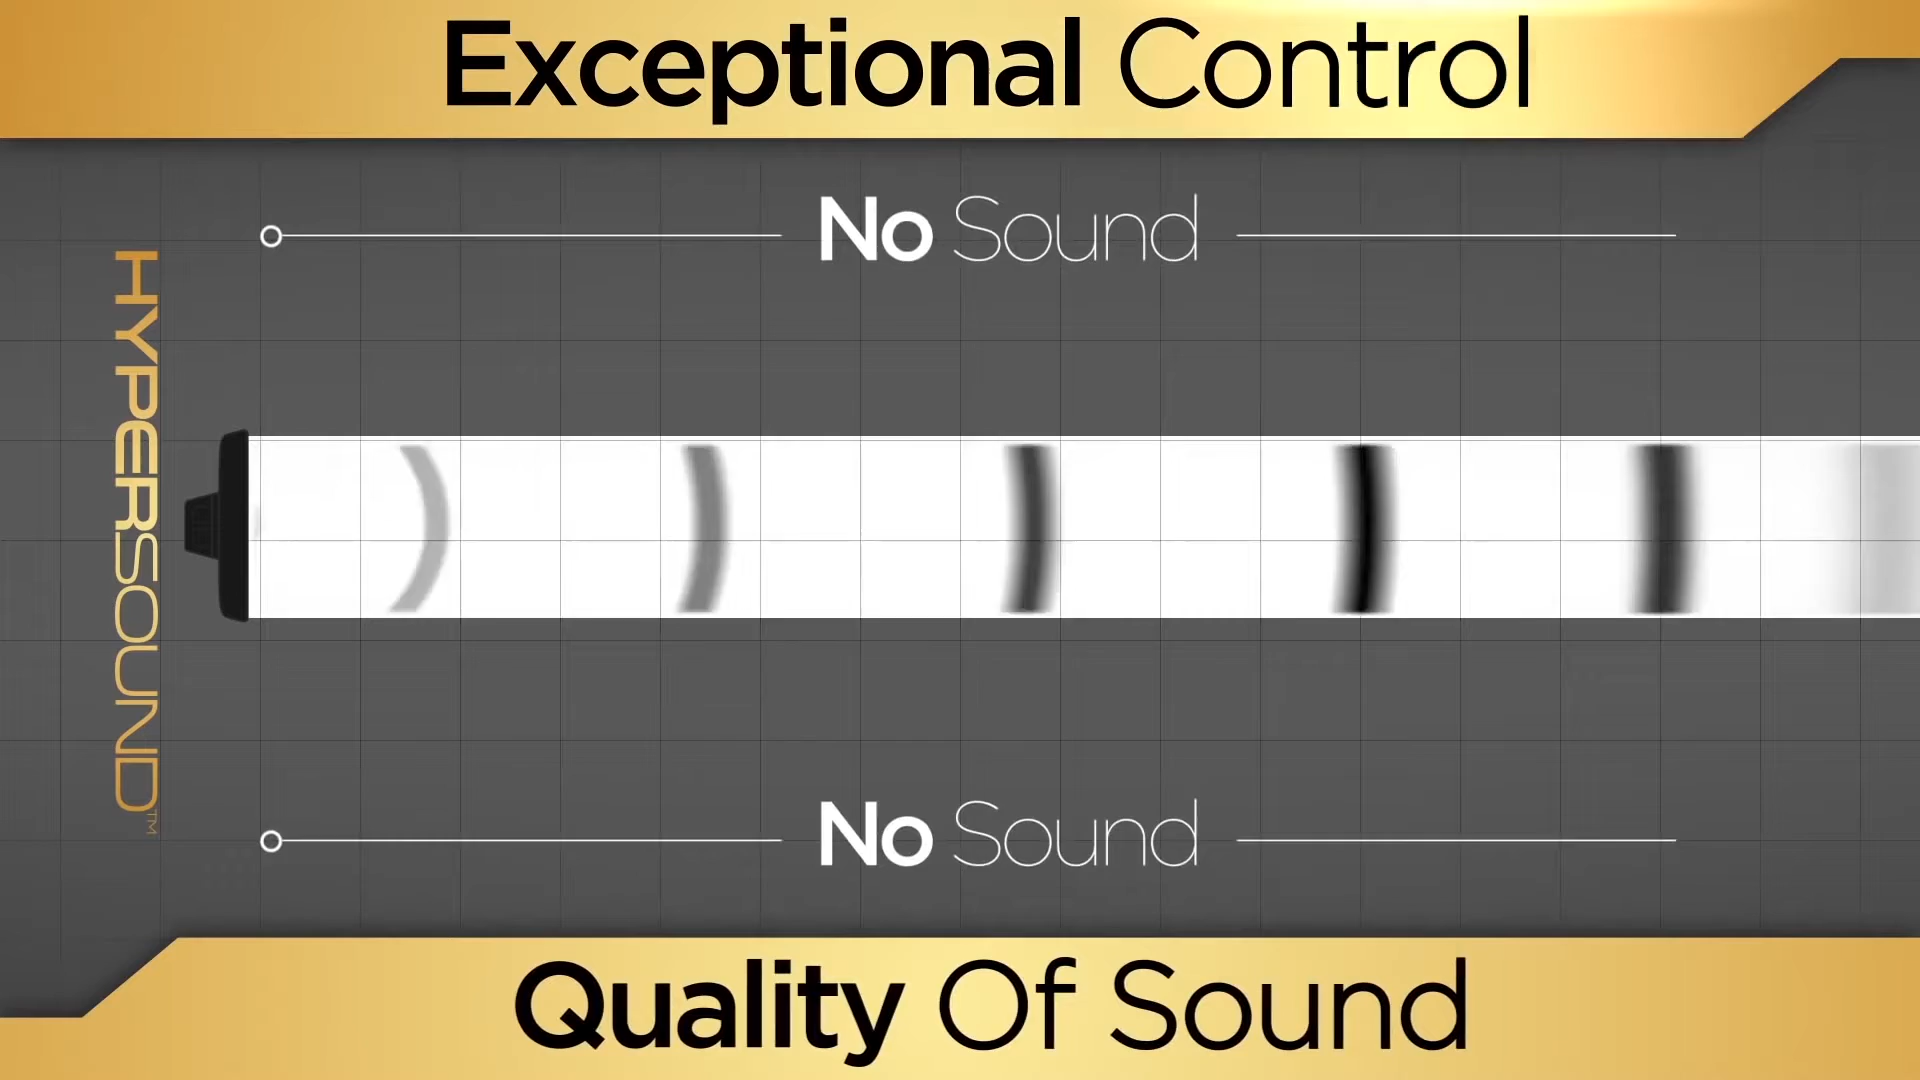 Exceptional Control
No Sound
HYPERSOUND™
No Sound
Quality Of Sound